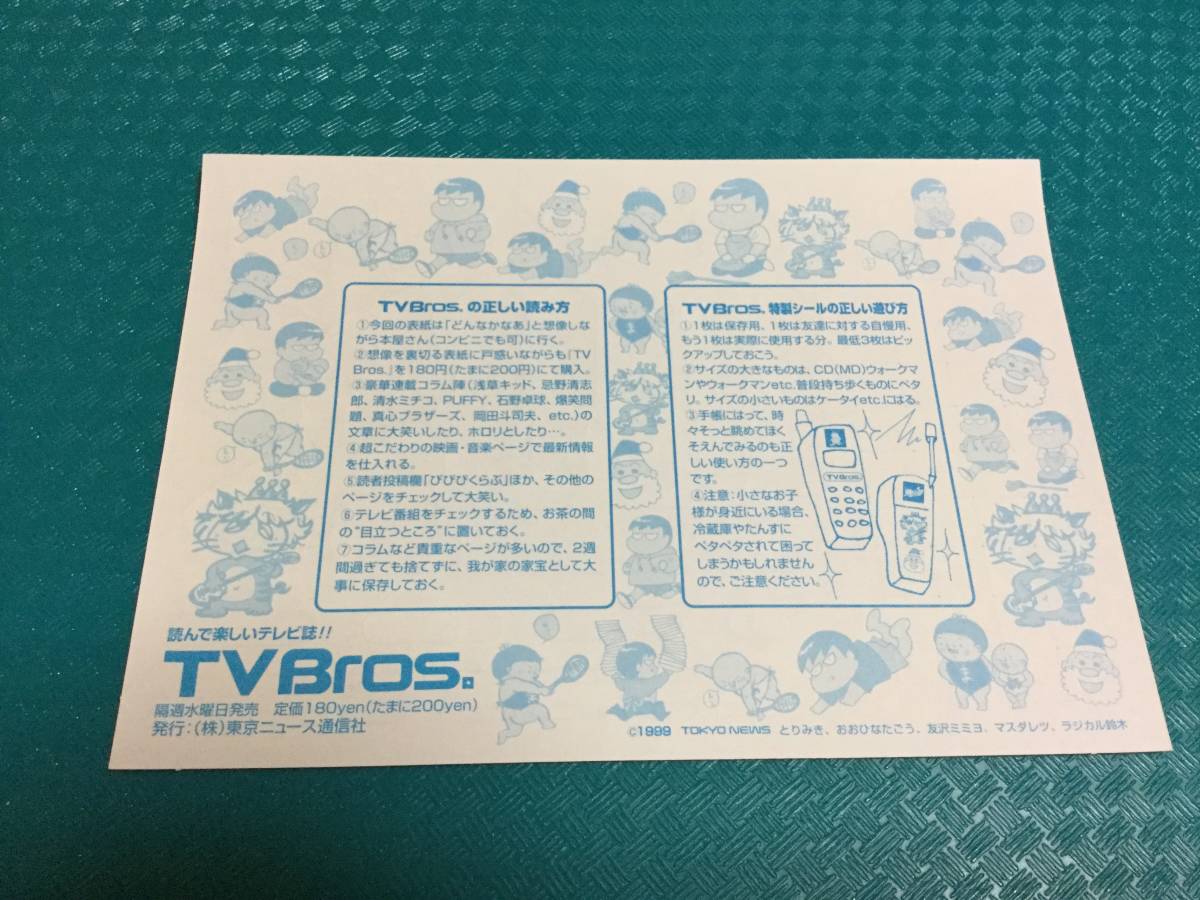 TVBros.の正しい読み方
①今回の表紙は「どんなかなあ」と想像しな
がら本屋さん(コンビニでも可)に行く。
②想像を裏切る表紙に戸惑いながらも「TV
Bros.」を180円(たまに200円)にて購入。
③豪華連載コラム陣(浅草キッド、忌野清志
郎、清水ミチコ、PUFFY、石野卓球、爆笑問
題、真心ブラザーズ、岡田斗司夫、etc.)の
文章に大笑いしたり、ホロリとしたり…。
④超こだわりの映画・音楽ページで最新情報
を仕入れる。
⑤読者投稿欄「ぴぴぴくらぶ」ほか、その他の
ページをチェックして大笑い。
⑥テレビ番組をチェックするため、お茶の間
の"目立つところ"に置いておく。
⑦コラムなど貴重なページが多いので、2週
間過ぎても捨てずに、我が家の家宝として大
事に保存しておく。
TVBros.特製シールの正しい遊び方
①1枚は保存用、1枚は友達に対する自慢用、
もう1枚は実際に使用する分。最低3枚はピッ
クアップしておこう。
②サイズの大きなものは、CD(MD)ウォークマ
ンやウォークマンetc.普段持ち歩くものにペタ
リ。サイズの小さいものはケータイetc.にはる。
③手帳にはって、時
々そっと眺めてほく
そえんでみるのも正
しい使い方の一つ
です。
④注意:小さなお子
様が身近にいる場合、
冷蔵庫やたんすに
ペタペタされて困って
しまうかもしれません
ので、ご注意ください。
TVBros.
読んで楽しいテレビ誌!!
TVBros.
隔週水曜日発売 定価180yen(たまに200yen)
発行:(株)東京ニュース通信社
©1999 TOKYO NEWS とりみき、おおひなたごう、友沢ミミヨ、マスダレツ、ラジカル鈴木